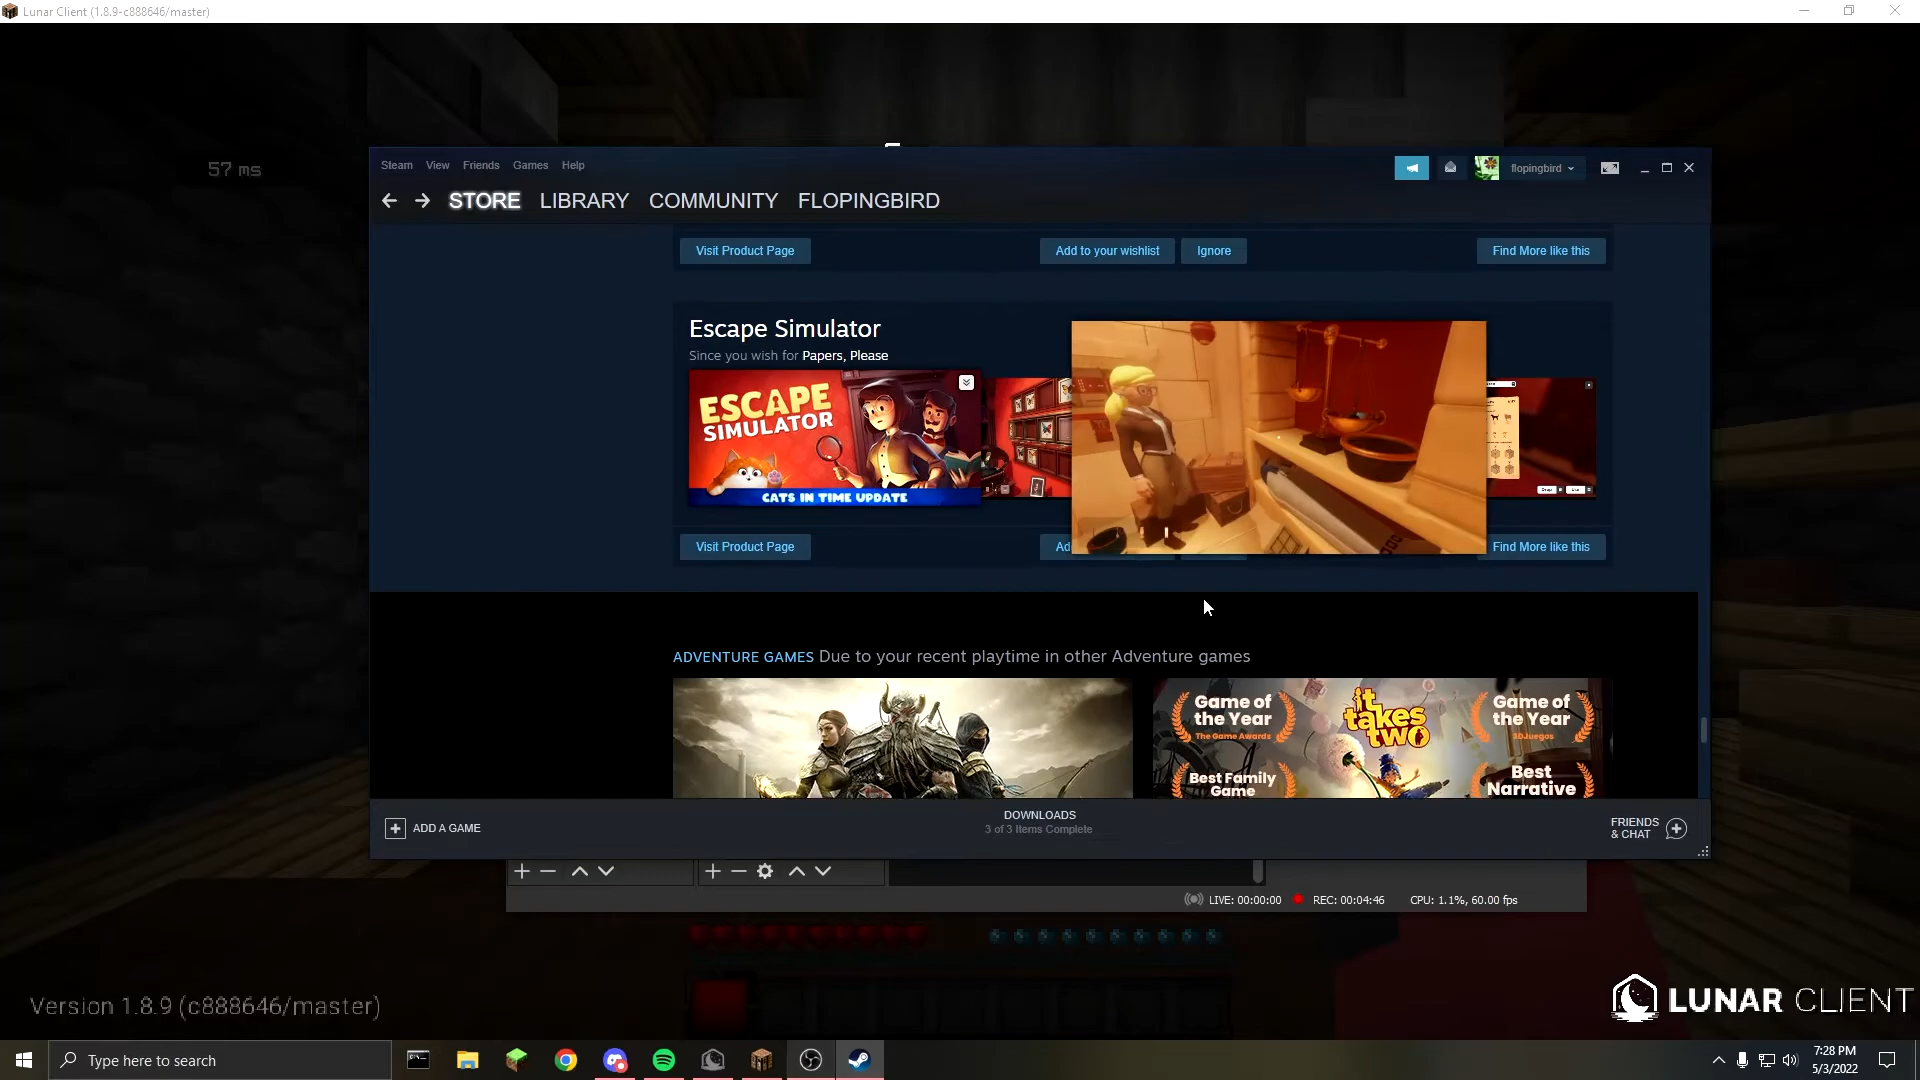 Lunar Client (1.8.9-c888646/master)
57 ms
Steam View Friends Games Help
flopingbird
STORE LIBRARY COMMUNITY FLOPINGBIRD
Visit Product Page Add to your wishlist Ignore Find More like this
Escape Simulator
Since you wish for Papers, Please
ESCAPE
SIMULATOR
CATS IN TIME UPDATE
Visit Product Page Ad Find More like this
ADVENTURE GAMES Due to your recent playtime in other Adventure games
Game of
the Year
The Game Awards
it
takes
two
Game of
the Year
3DJuegos
Best Family
Game
Best
Narrative
ADD A GAME
DOWNLOADS
3 of 3 Items Complete
FRIENDS
& CHAT
LIVE: 00:00:00 REC: 00:04:46 CPU: 1.1%, 60.00 fps
Version 1.8.9 (c888646/master)
LUNAR CLIENT
Type here to search
7:28 PM
5/3/2022